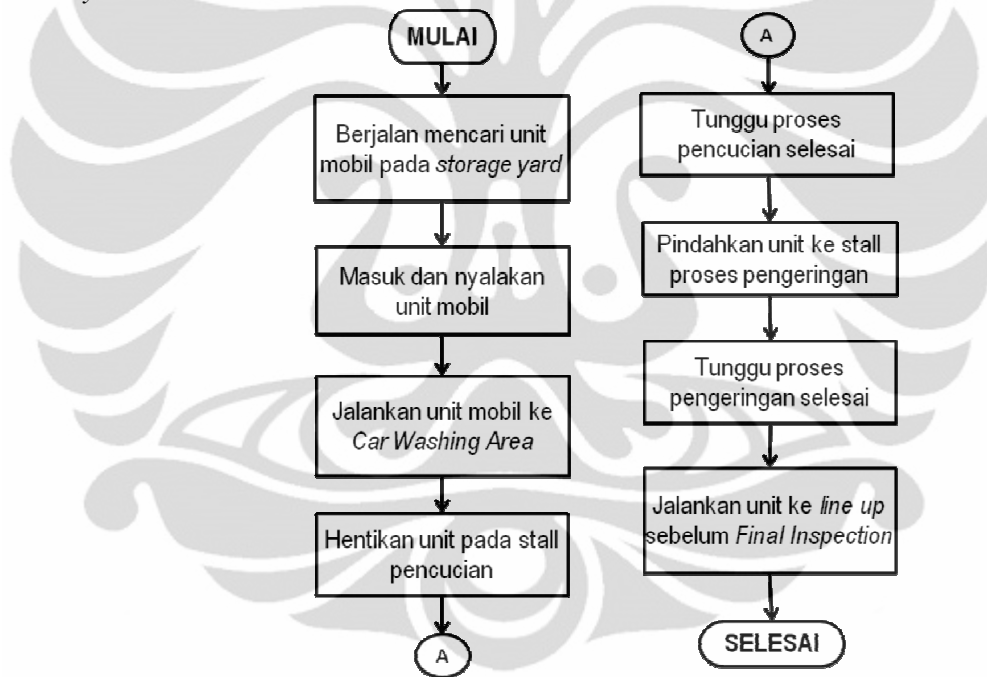 MULAI
Berjalan mencari unit
mobil pada storage yard
Masuk dan nyalakan
unit mobil
Jalankan unit mobil ke
Car Washing Area
Hentikan unit pada stall
pencucian
A
A
Tunggu proses
pencucian selesai
Pindahkan unit ke stall
proses pengeringan
Tunggu proses
pengeringan selesai
Jalankan unit ke line up
sebelum Final Inspection
SELESAI